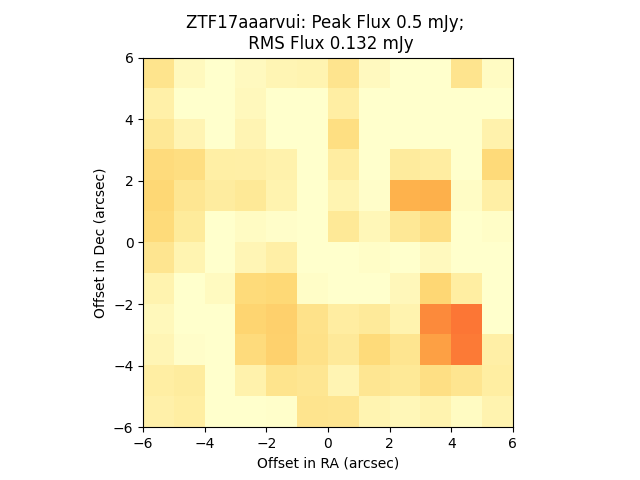 ZTF17aaarvui: Peak Flux 0.5 mJy;
RMS Flux 0.132 mJy
6
4
2
0
−2
−4
−6
Offset in Dec (arcsec)
−6 −4 −2 0 2 4 6
Offset in RA (arcsec)